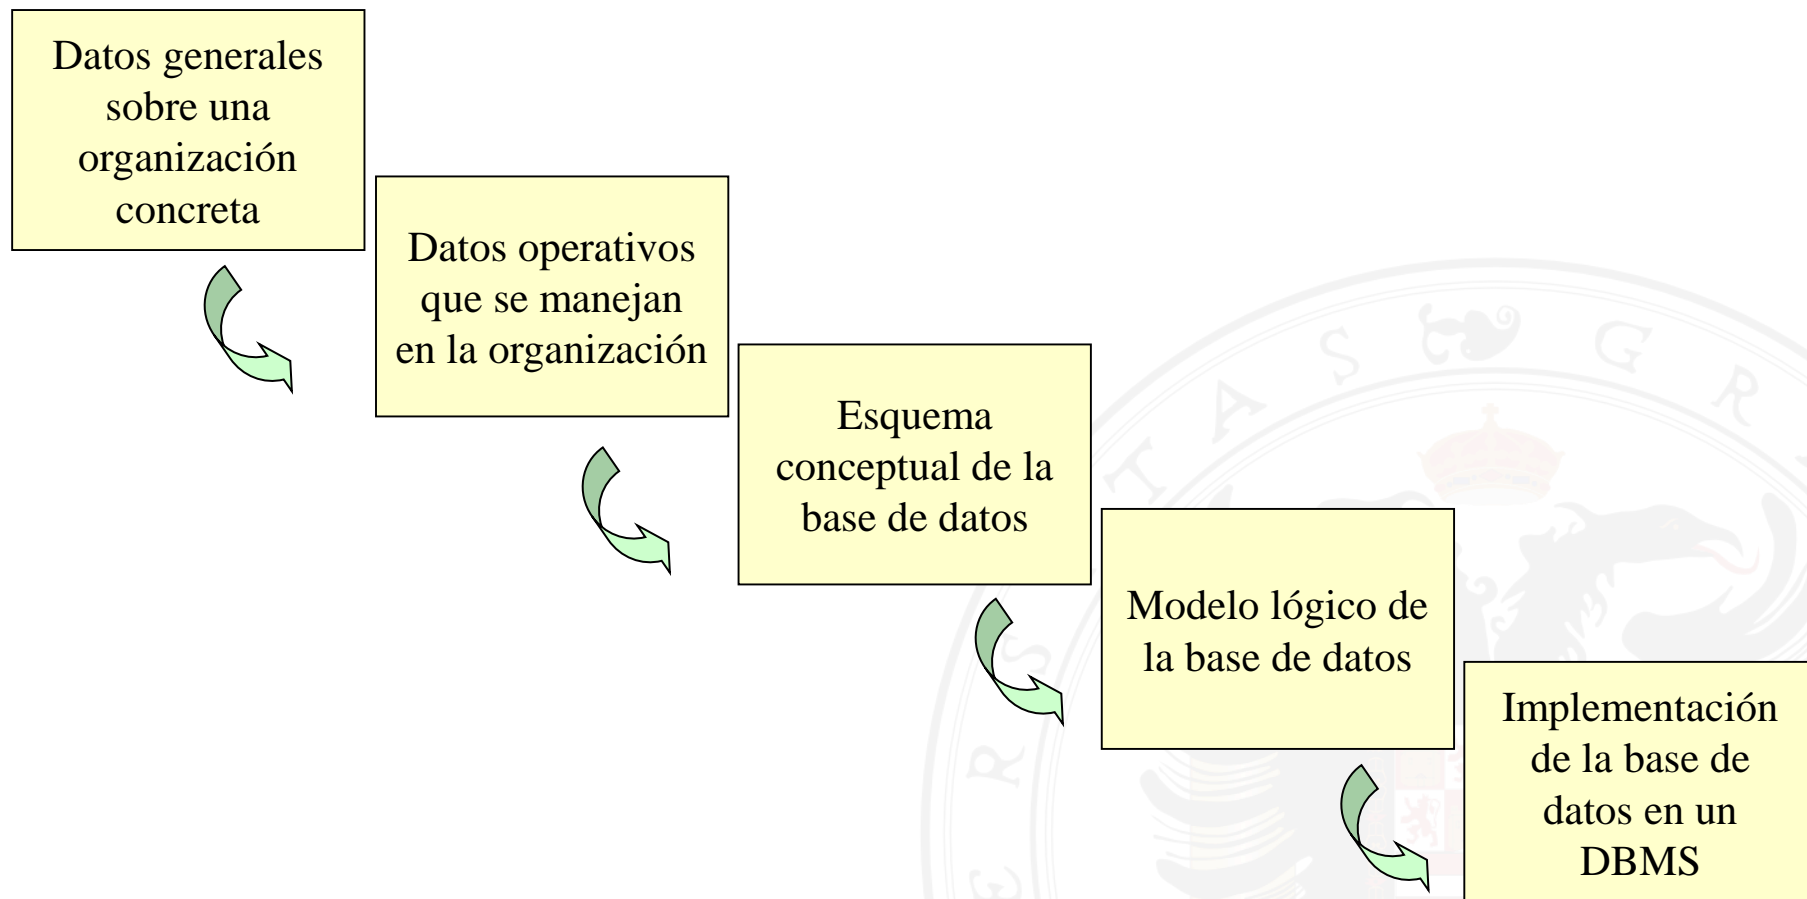 Datos generales
sobre una
organización
concreta
Datos operativos
que se manejan
en la organización
Esquema
conceptual de la
base de datos
Modelo lógico de
la base de datos
Implementación
de la base de
datos en un
DBMS